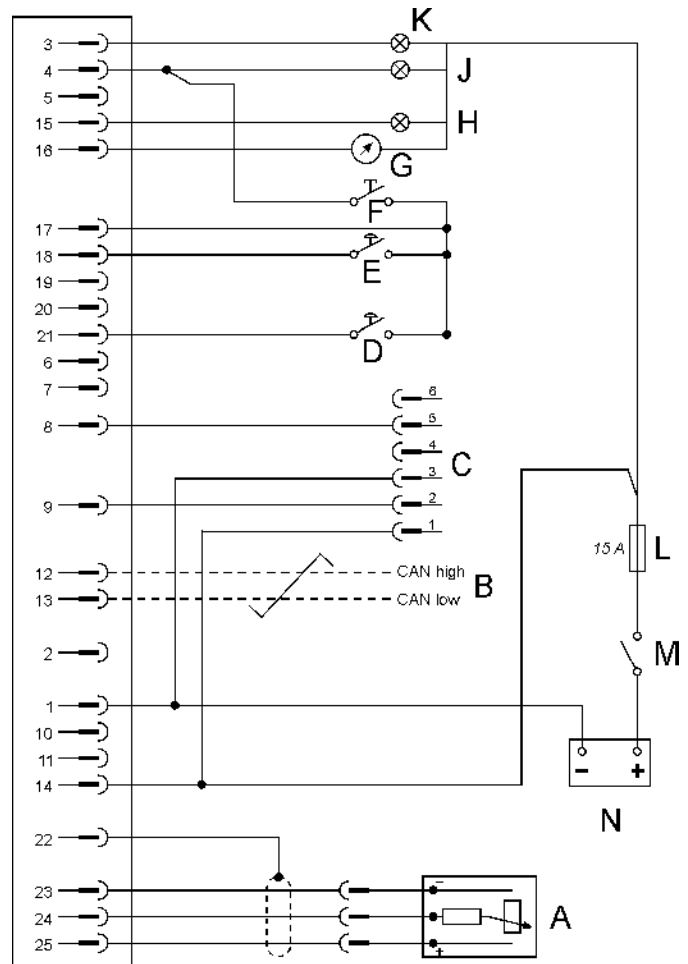 3 K
4 J
5
15 H
16 G
F
17
18 E
19
20
21 D
6
7
6
8 5
4 C
3
9 2
1
15 A L
12 CAN high B
13 CAN low
2 M
1
10
11 - +
14
N
22
23 -
24 A
25 +